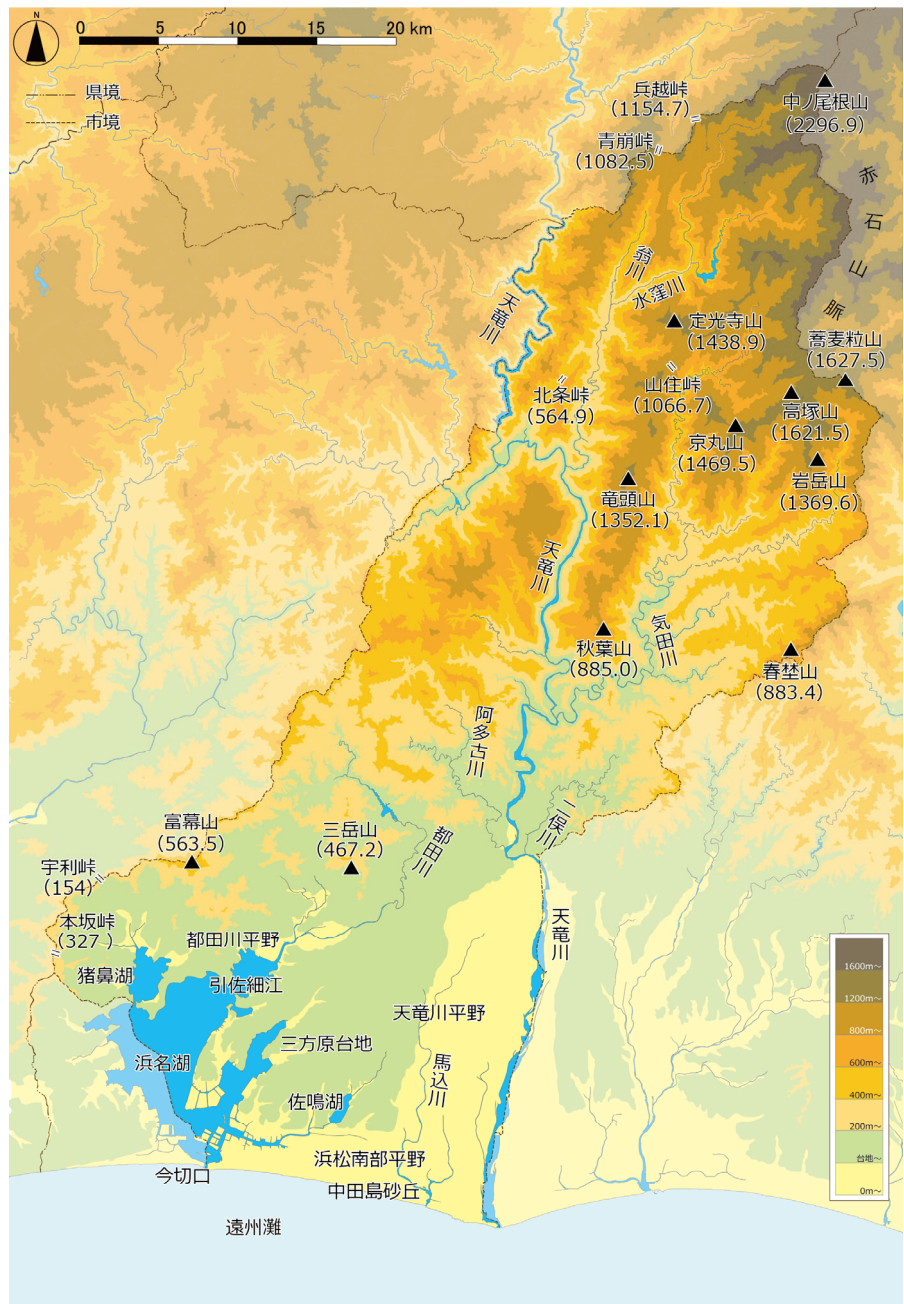 N
0 5 10 15 20 km
県境
市境
兵越峠
(1154.7)
中ノ尾根山
(2296.9)
青崩峠
(1082.5)
赤石山脈
翁川
水窪川
天竜川
定光寺山
(1438.9)
蕎麦粒山
(1627.5)
北条峠
(564.9)
山住峠
(1066.7)
高塚山
(1621.5)
京丸山
(1469.5)
岩岳山
(1369.6)
竜頭山
(1352.1)
天竜川
気田川
秋葉山
(885.0)
春埜山
(883.4)
阿多古川
二俣川
富幕山
(563.5)
三岳山
(467.2)
都田川
宇利峠
(154)
本坂峠
(327 )
都田川平野
天竜川
猪鼻湖
引佐細江
天竜川平野
三方原台地
浜名湖
馬込川
佐鳴湖
浜松南部平野
今切口
中田島砂丘
遠州灘
1600m～
1200m～
800m～
600m～
400m～
200m～
台地～
0m～